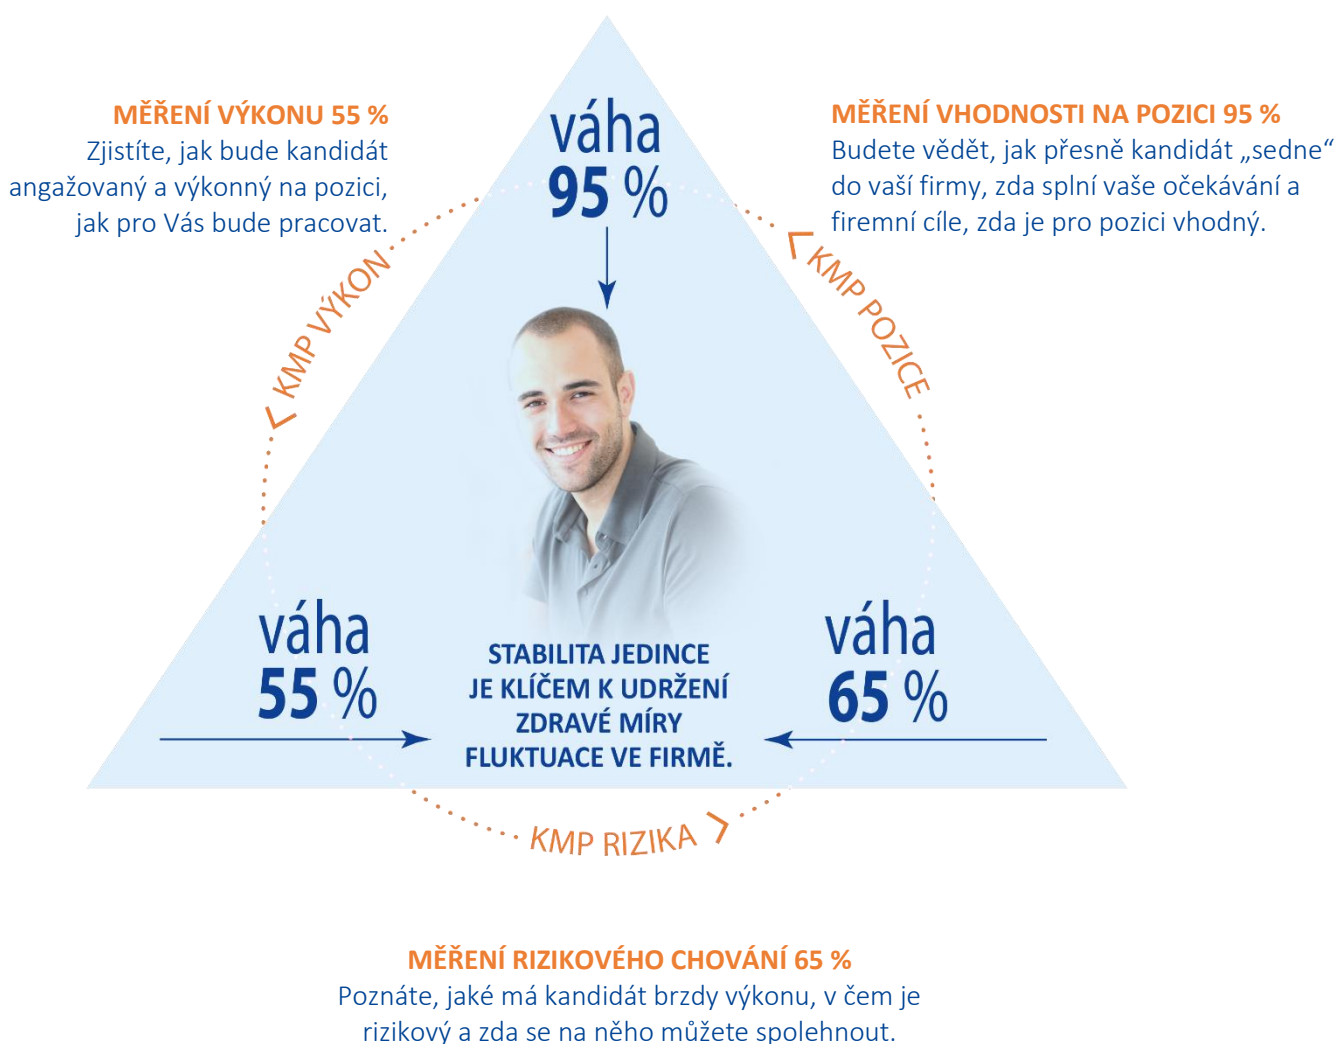 MĚŘENÍ VÝKONU 55 %
Zjistíte, jak bude kandidát
angažovaný a výkonný na pozici,
jak pro Vás bude pracovat.
váha
95 %
MĚŘENÍ VHODNOSTI NA POZICI 95 %
Budete vědět, jak přesně kandidát „sedne“
do vaší firmy, zda splní vaše očekávání a
firemní cíle, zda je pro pozici vhodný.
KMP VÝKON
KMP POZICE
váha
55 %
STABILITA JEDINCE
JE KLÍČEM K UDRŽENÍ
ZDRAVÉ MÍRY
FLUKTUACE VE FIRMĚ.
váha
65 %
KMP RIZIKA
MĚŘENÍ RIZIKOVÉHO CHOVÁNÍ 65 %
Poznáte, jaké má kandidát brzdy výkonu, v čem je
rizikový a zda se na něho můžete spolehnout.